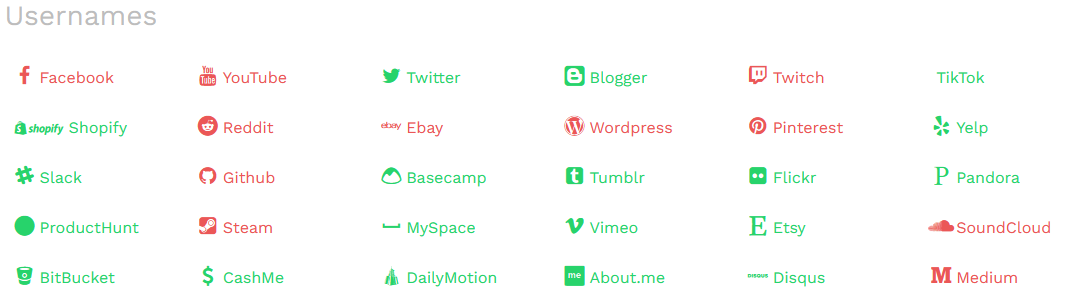 Usernames
Facebook YouTube Twitter Blogger Twitch TikTok
shopify Shopify Reddit ebay Ebay Wordpress Pinterest Yelp
Slack Github Basecamp Tumblr Flickr P Pandora
ProductHunt Steam MySpace Vimeo E Etsy SoundCloud
BitBucket $ CashMe DailyMotion me About.me DISQUS Disqus M Medium